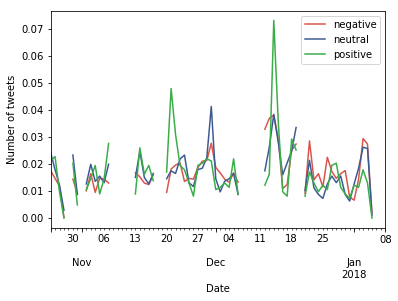 negative
neutral
positive
0.07
0.06
0.05
0.04
0.03
0.02
0.01
0.00
Number of tweets
30 06 13 20 27 04 11 18 25 08
Nov Dec Jan
2018
Date